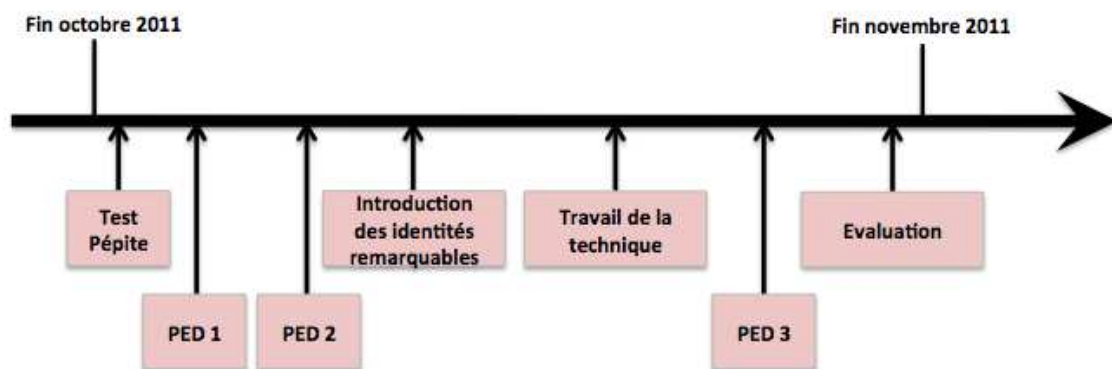 Fin octobre 2011
Fin novembre 2011
Test
Pépite
Introduction
des identités
remarquables
Travail de la
technique
Evaluation
PED 1
PED 2
PED 3